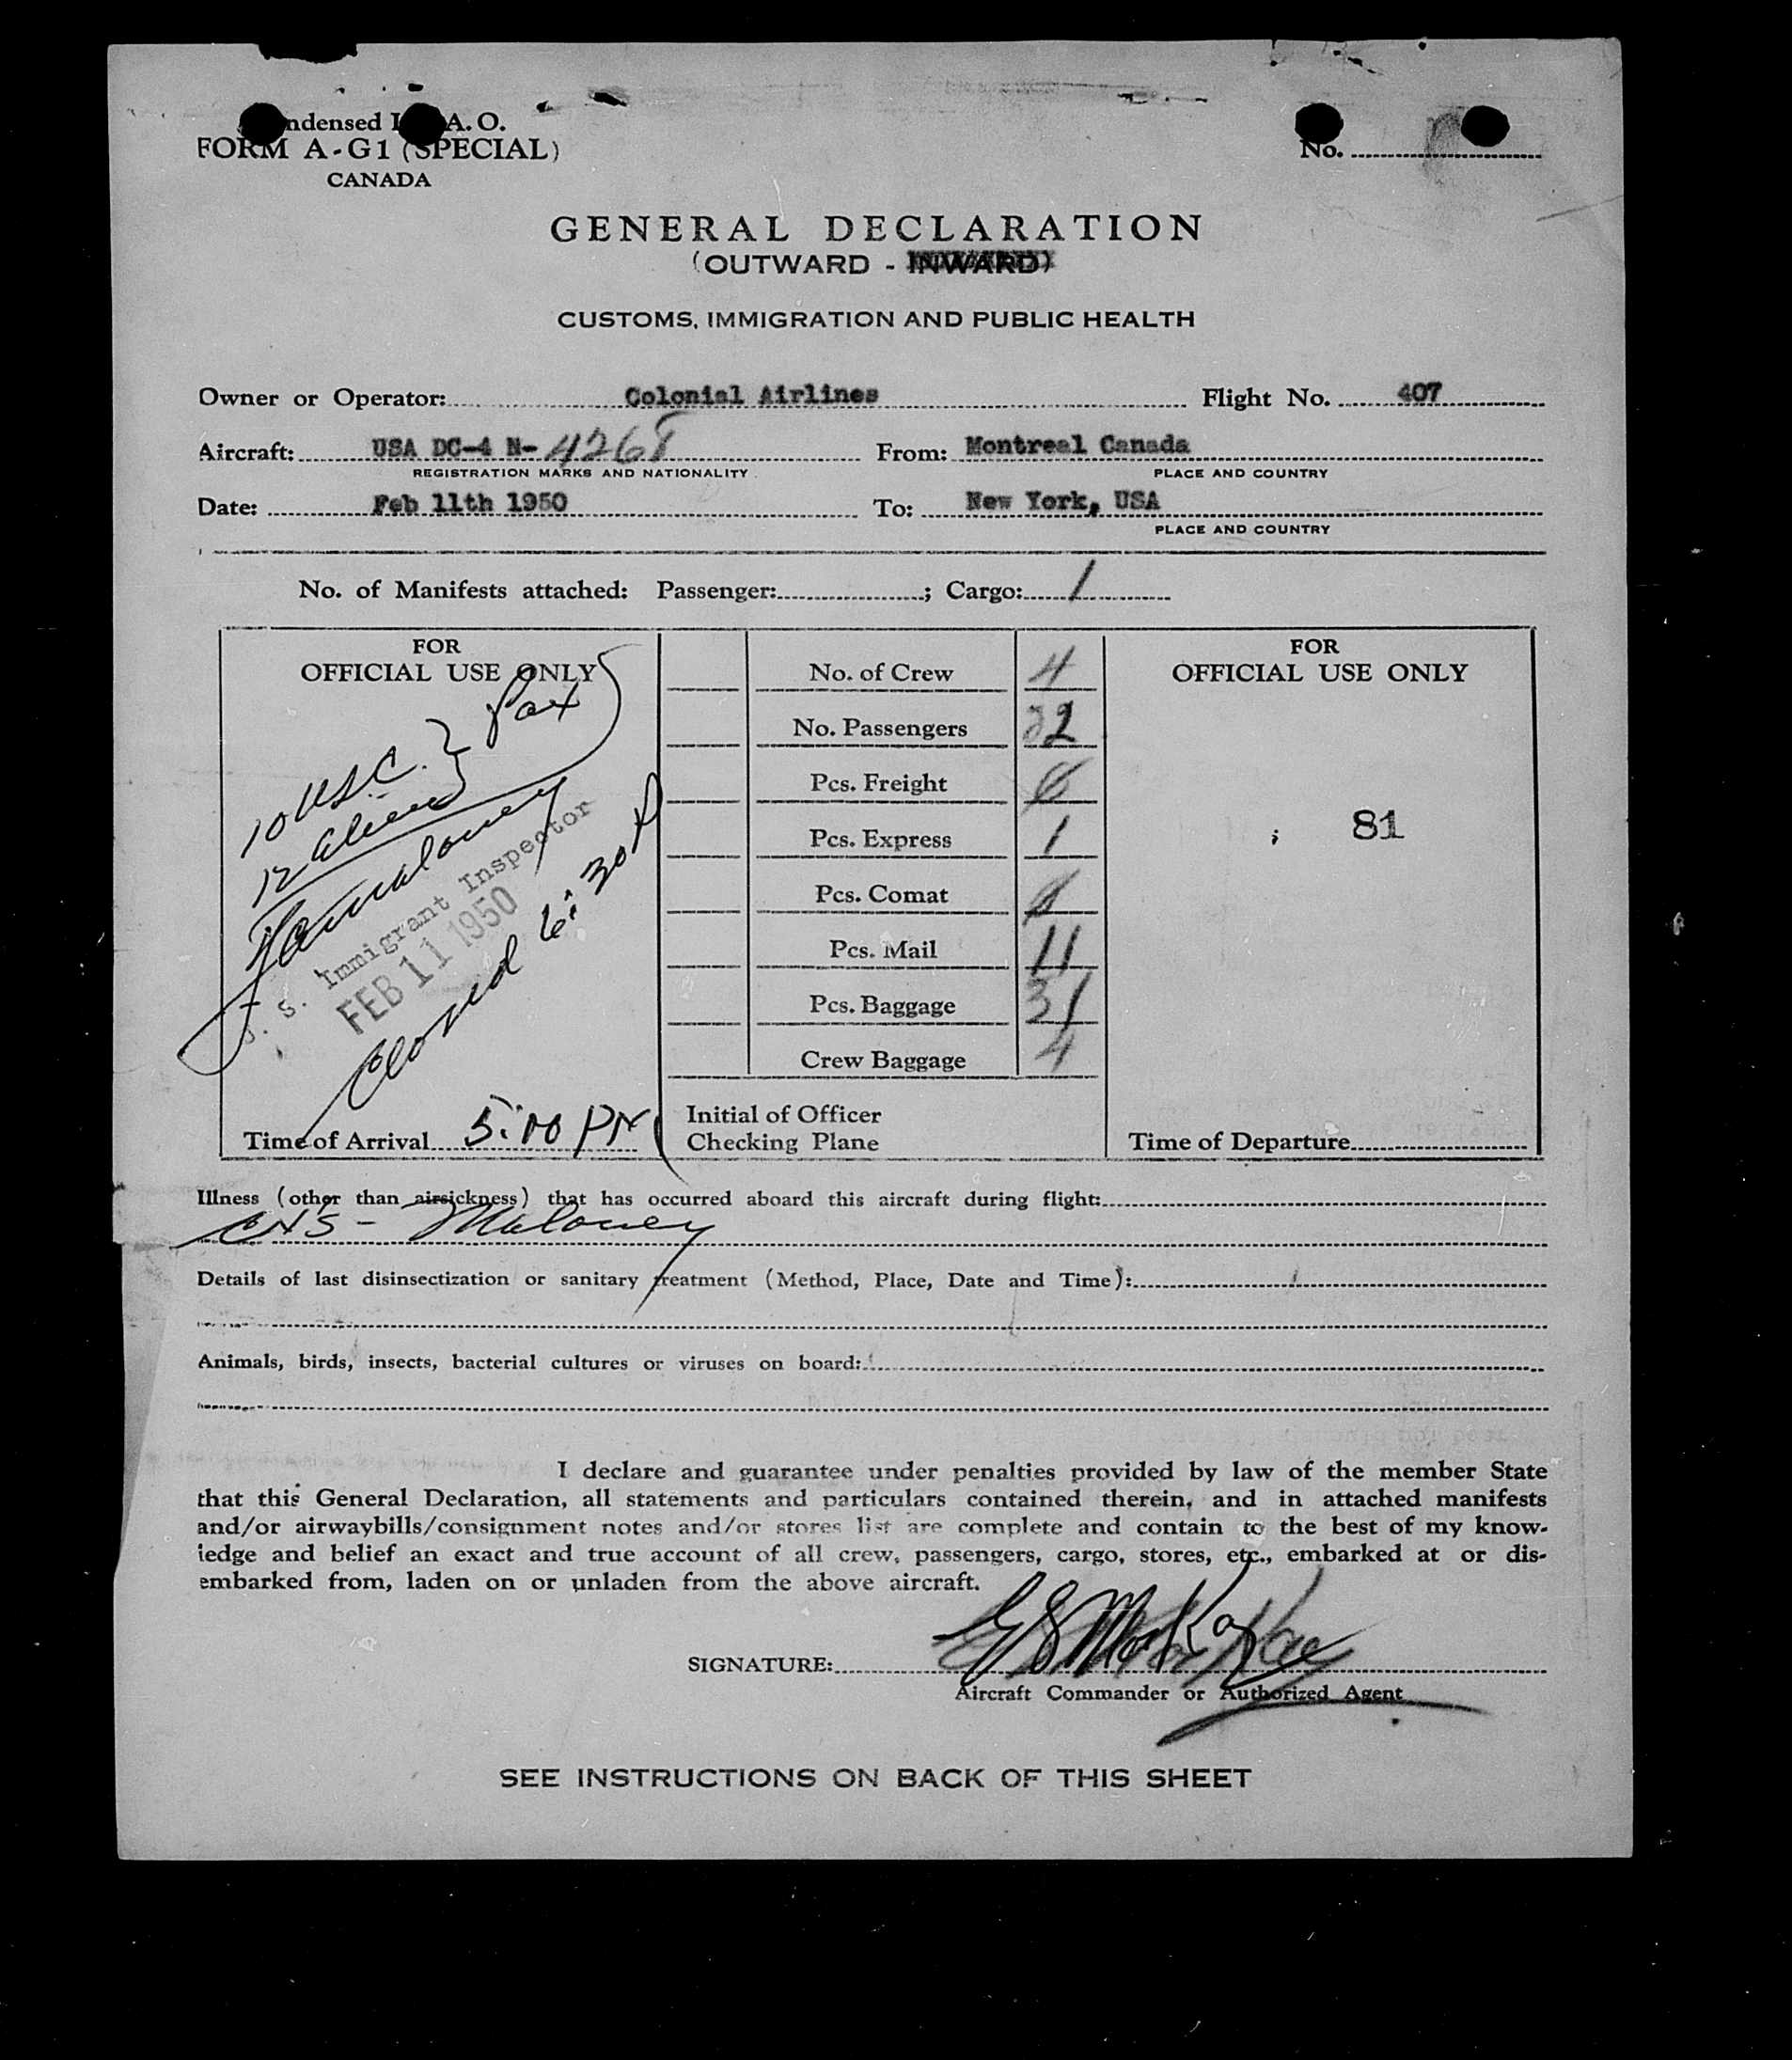 ndensed I A. O.
FORM A-G1 (SPECIAL)
CANADA
No.
GENERAL DECLARATION
(OUTWARD - INWARD)
CUSTOMS, IMMIGRATION AND PUBLIC HEALTH
Owner or Operator: Colonial Airlines Flight No. 407
Aircraft: USA DC-4 N- 4268 From: Montreal Canada
REGISTRATION MARKS AND NATIONALITY PLACE AND COUNTRY
Date: Feb 11th 1950 To: New York, USA
PLACE AND COUNTRY
No. of Manifests attached: Passenger: ; Cargo: 1
FOR
OFFICIAL USE ONLY
10 USC. } Pax
12 aliens
Maloney
U. S. Immigrant Inspector
FEB 11 1950
Closed 6:30 P
Time of Arrival 5:00 PM
No. of Crew 4
No. Passengers 22
Pcs. Freight
Pcs. Express 1
Pcs. Comat
Pcs. Mail 11
Pcs. Baggage 31
Crew Baggage 4
Initial of Officer
Checking Plane
FOR
OFFICIAL USE ONLY
; 81
Time of Departure
Illness (other than airsickness) that has occurred aboard this aircraft during flight:
Maloney
Details of last disinsectization or sanitary treatment (Method, Place, Date and Time):
Animals, birds, insects, bacterial cultures or viruses on board:
I declare and guarantee under penalties provided by law of the member State
that this General Declaration, all statements and particulars contained therein, and in attached manifests
and/or airwaybills/consignment notes and/or stores list are complete and contain to the best of my know-
ledge and belief an exact and true account of all crew, passengers, cargo, stores, etc., embarked at or dis-
embarked from, laden on or unladen from the above aircraft.
SIGNATURE:
Aircraft Commander or Authorized Agent
SEE INSTRUCTIONS ON BACK OF THIS SHEET